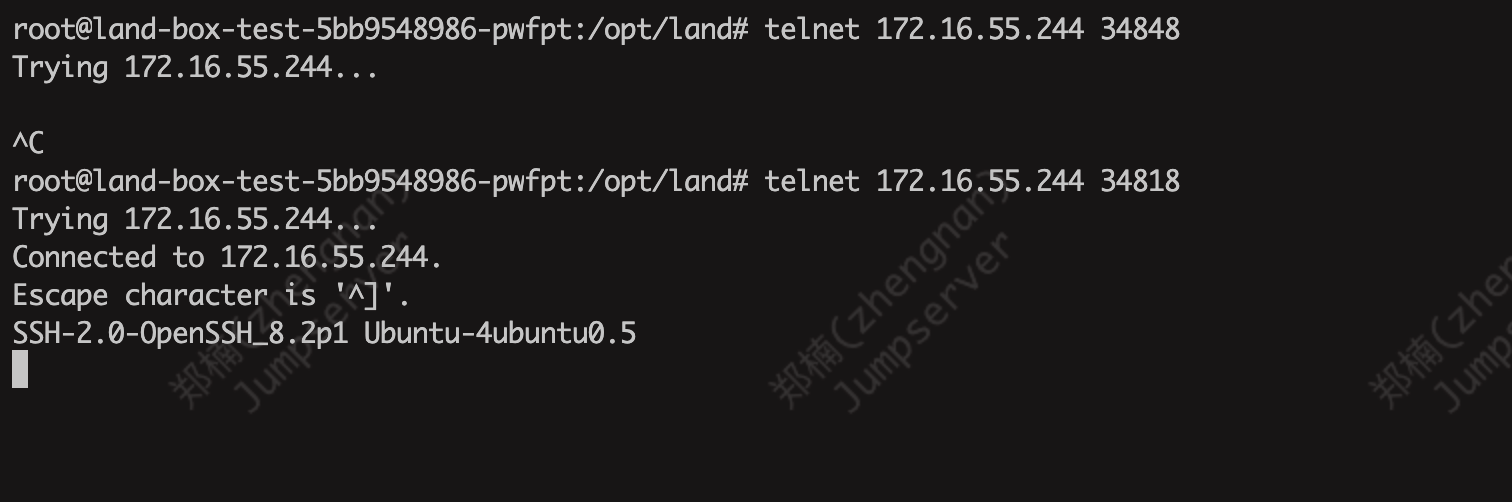 root@land-box-test-5bb9548986-pwfpt:/opt/land# telnet 172.16.55.244 34848
Trying 172.16.55.244...
^C
root@land-box-test-5bb9548986-pwfpt:/opt/land# telnet 172.16.55.244 34818
Trying 172.16.55.244...
Connected to 172.16.55.244.
Escape character is '^]'.
SSH-2.0-OpenSSH_8.2p1 Ubuntu-4ubuntu0.5
郑楠(zhengnan)
Jumpserver
郑楠(zhengnan)
Jumpserver
郑楠(zhen
Jump